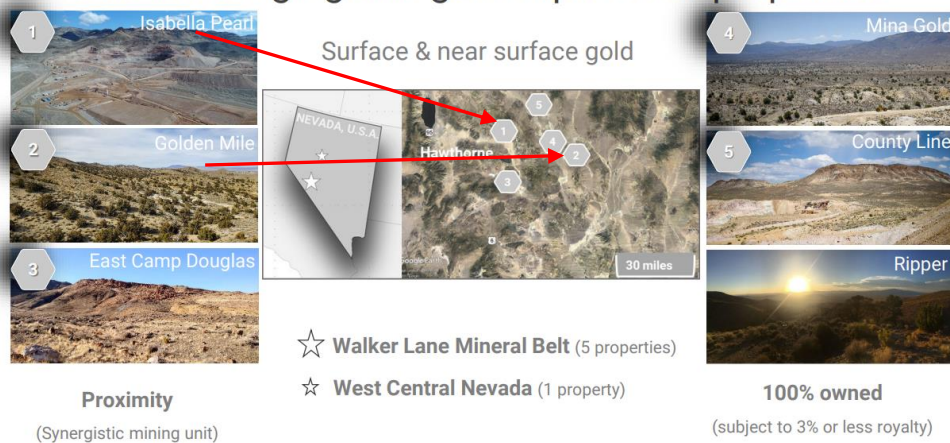 1
Isabella Pearl
2
Golden Mile
3
East Camp Douglas
Proximity
(Synergistic mining unit)
Surface & near surface gold
NEVADA, U.S.A.
5
1
4
2
Hawthorne
3
Google Earth
30 miles
Walker Lane Mineral Belt (5 properties)
West Central Nevada (1 property)
4
Mina Gold
5
County Line
Ripper
100% owned
(subject to 3% or less royalty)